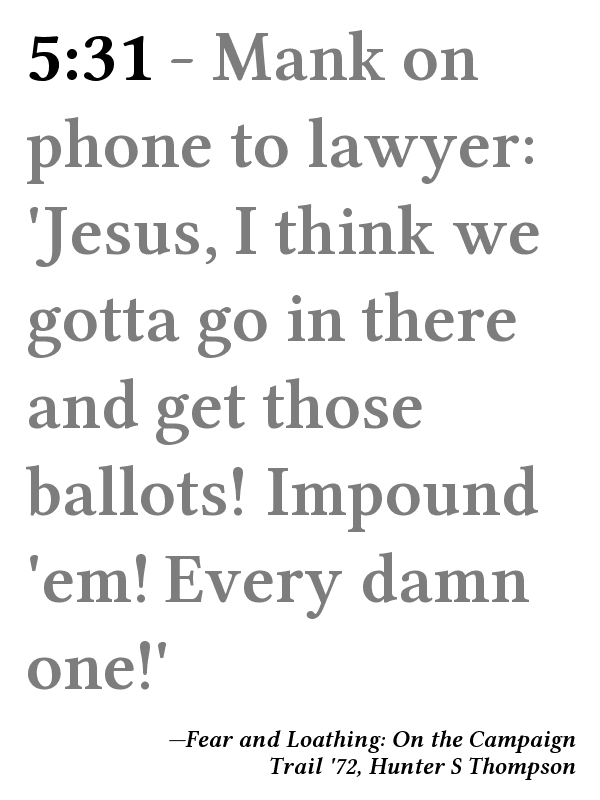 5:31 – Mank on
phone to lawyer:
'Jesus, I think we
gotta go in there
and get those
ballots! Impound
'em! Every damn
one!'
—Fear and Loathing: On the Campaign
Trail '72, Hunter S Thompson